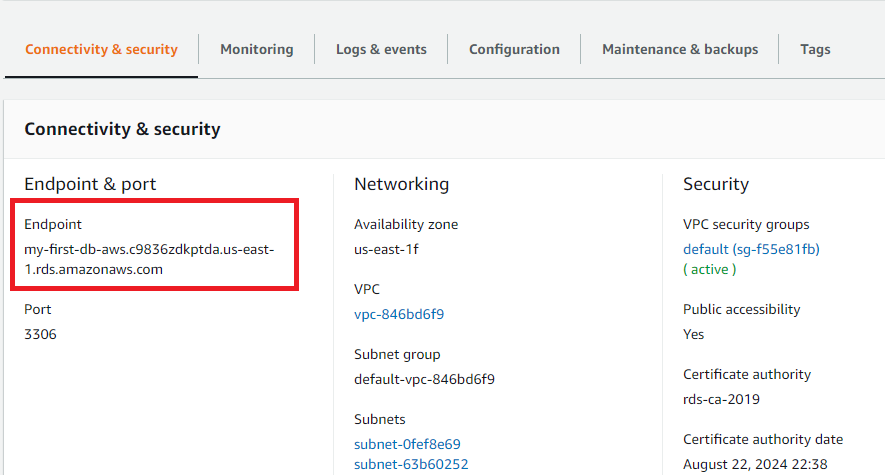 Connectivity & security
Monitoring
Logs & events
Configuration
Maintenance & backups
Tags
Connectivity & security
Endpoint & port
Endpoint
my-first-db-aws.c9836zdkptda.us-east-
1.rds.amazonaws.com
Port
3306
Networking
Availability zone
us-east-1f
VPC
vpc-846bd6f9
Subnet group
default-vpc-846bd6f9
Subnets
subnet-0fef8e69
subnet-63b60252
Security
VPC security groups
default (sg-f55e81fb)
( active )
Public accessibility
Yes
Certificate authority
rds-ca-2019
Certificate authority date
August 22, 2024 22:38